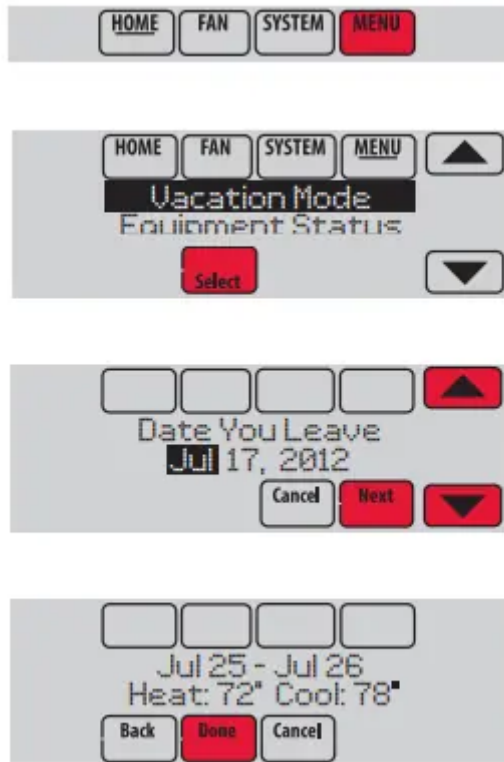 HOME FAN SYSTEM MENU
HOME FAN SYSTEM MENU
Vacation Mode
Equipment Status
Select
Date You Leave
Jul 17, 2012
Cancel Next
Jul 25 - Jul 26
Heat: 72° Cool: 78°
Back Done Cancel